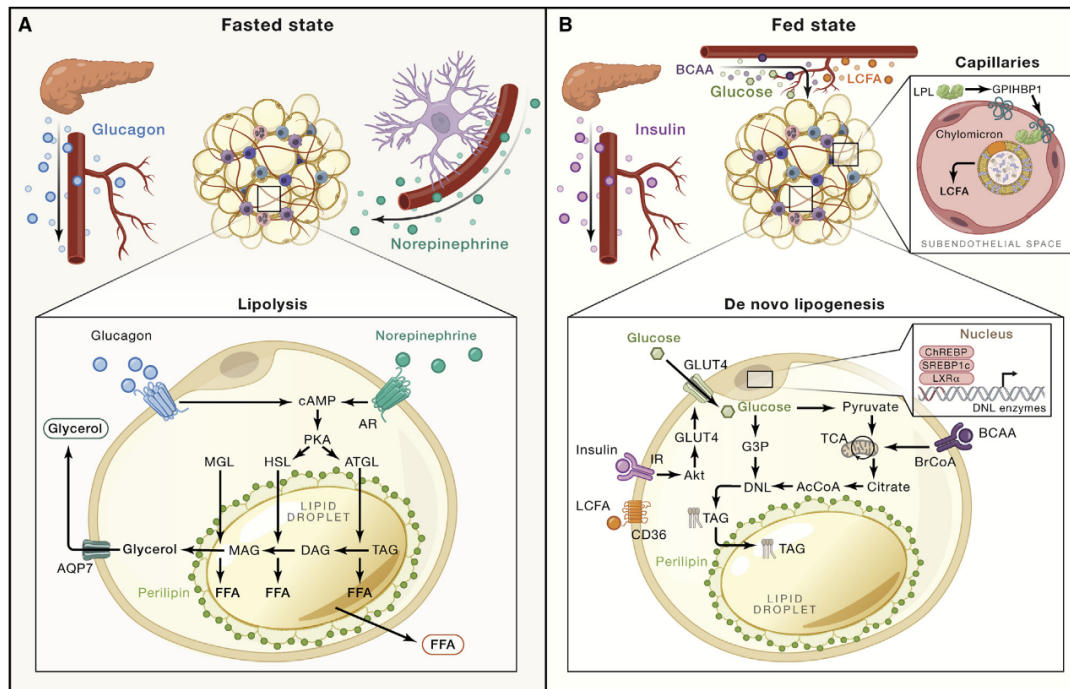 A
Fasted state
Glucagon
Norepinephrine
Lipolysis
Glucagon
Norepinephrine
cAMP
AR
PKA
Glycerol
MGL
HSL
ATGL
LIPID
DROPLET
Glycerol
MAG
DAG
TAG
AQP7
Perilipin
FFA
FFA
FFA
FFA
B
Fed state
BCAA
LCFA
Glucose
Insulin
Capillaries
LPL
GPIHBP1
Chylomicron
LCFA
SUBENDOTHELIAL SPACE
De novo lipogenesis
Glucose
GLUT4
Nucleus
ChREBP
SREBP1c
LXRα
DNL enzymes
Glucose
Pyruvate
GLUT4
G3P
TCA
BCAA
BrCoA
Insulin
IR
Akt
DNL
AcCoA
Citrate
LCFA
CD36
TAG
TAG
Perilipin
LIPID
DROPLET